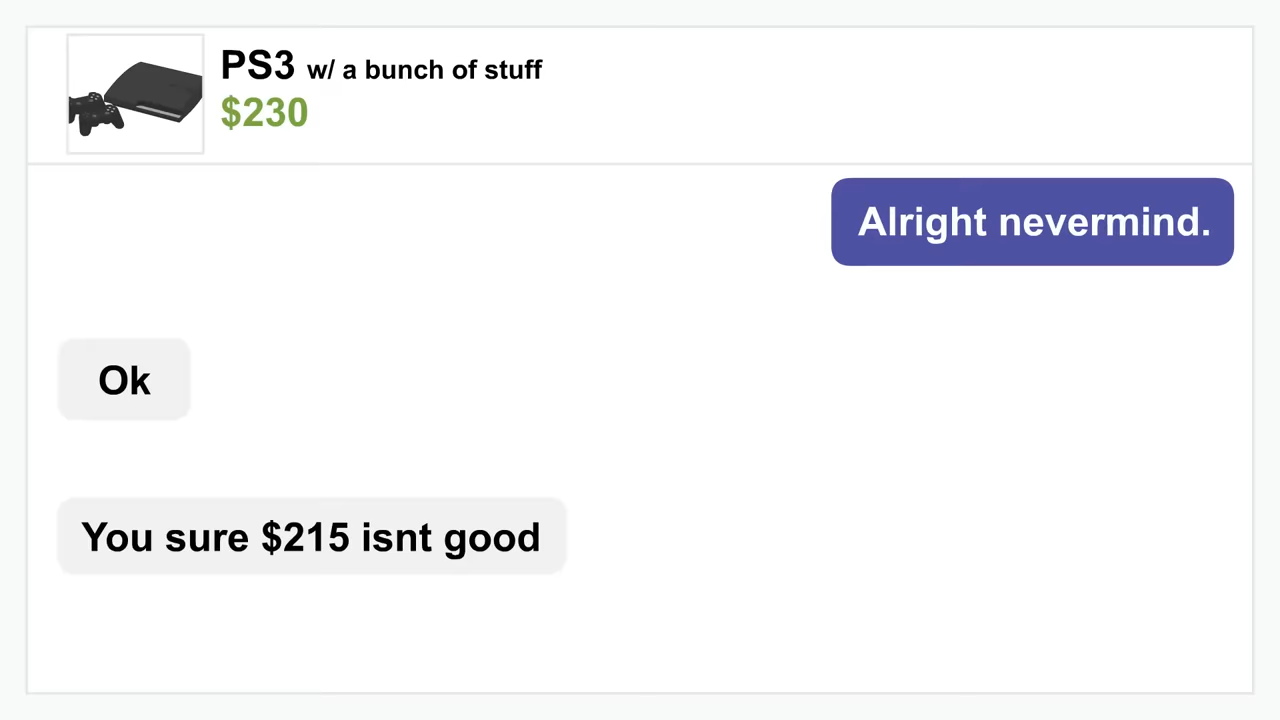 PS3 w/ a bunch of stuff
$230
Alright nevermind.
Ok
You sure $215 isnt good